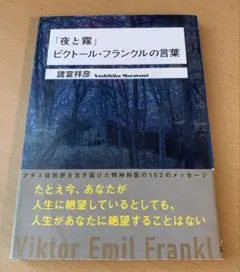 「夜と霧」
ビクトール・フランクルの言葉
諸富祥彦 Yoshihiko Morotomi
ナチス収容所を生き延びた精神科医の152のメッセージ
たとえ今、あなたが
人生に絶望しているとしても、
人生があなたに絶望することはない
Viktor Emil Frankl